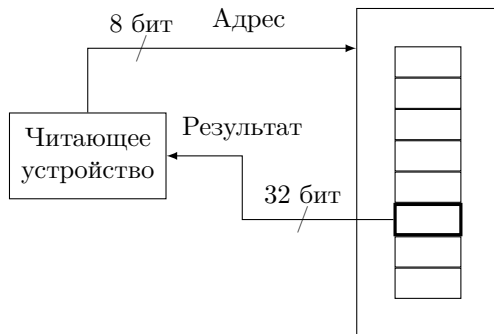 8 бит
Адрес
Читающее
устройство
Результат
32 бит